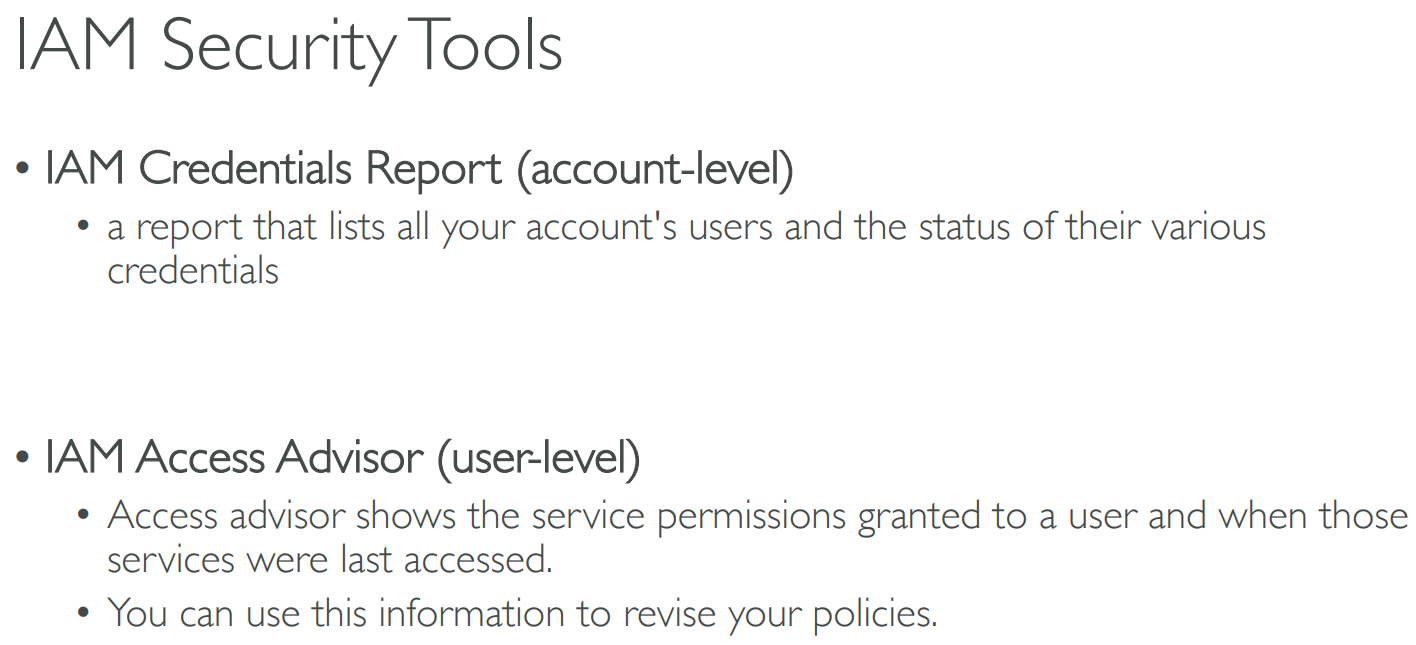 IAM Security Tools
• IAM Credentials Report (account-level)
• a report that lists all your account's users and the status of their various
credentials
• IAM Access Advisor (user-level)
• Access advisor shows the service permissions granted to a user and when those
services were last accessed.
• You can use this information to revise your policies.